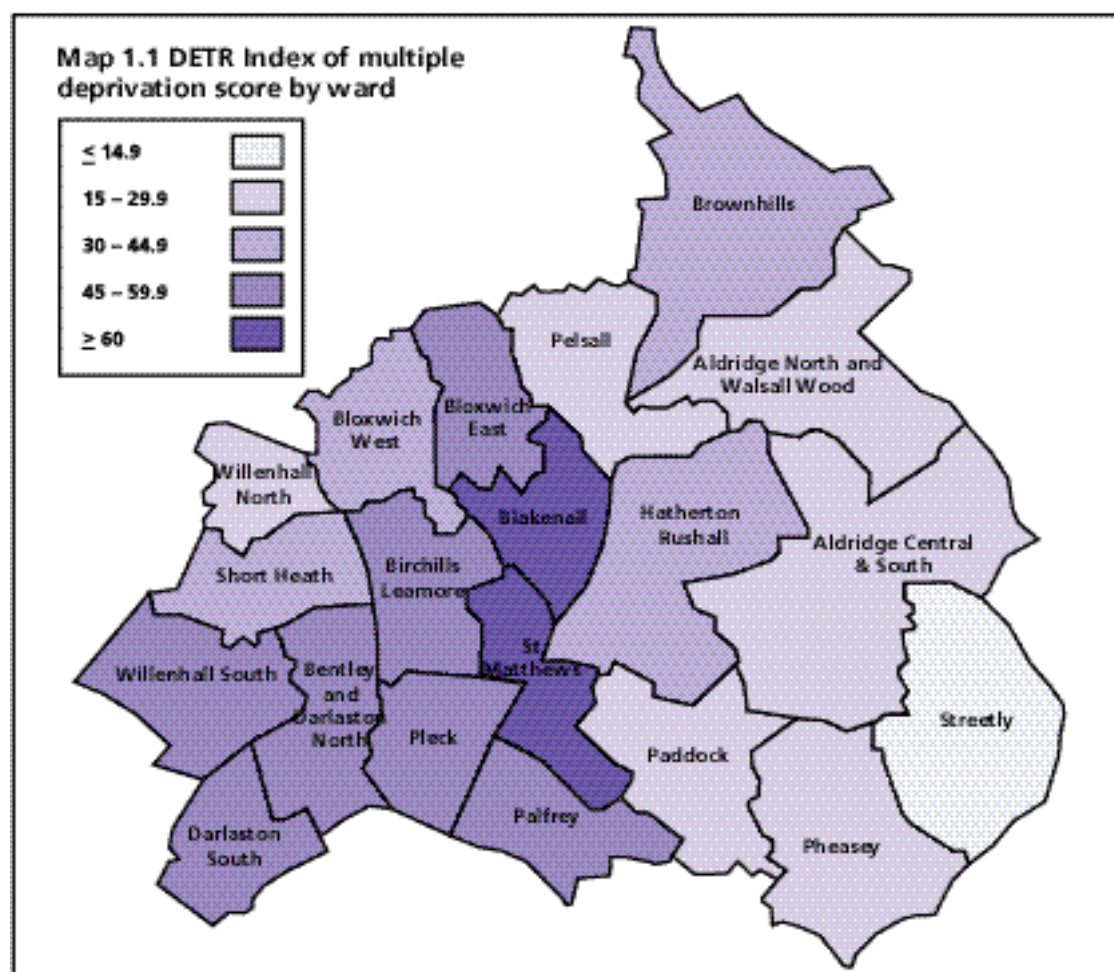 Map 1.1 DETR Index of multiple
deprivation score by ward
≤ 14.9
15 – 29.9
30 – 44.9
45 – 59.9
≥ 60
Brownhills
Pelsall
Aldridge North and
Walsall Wood
Bloxwich
East
Bloxwich
West
Willenhall
North
Blakenall
Hatherton
Rushall
Aldridge Central
& South
Short Heath
Birchills
Leamore
St.
Matthew's
Willenhall South
Bentley
and
Darlaston
North
Pleck
Paddock
Streetly
Palfrey
Darlaston
South
Pheasey